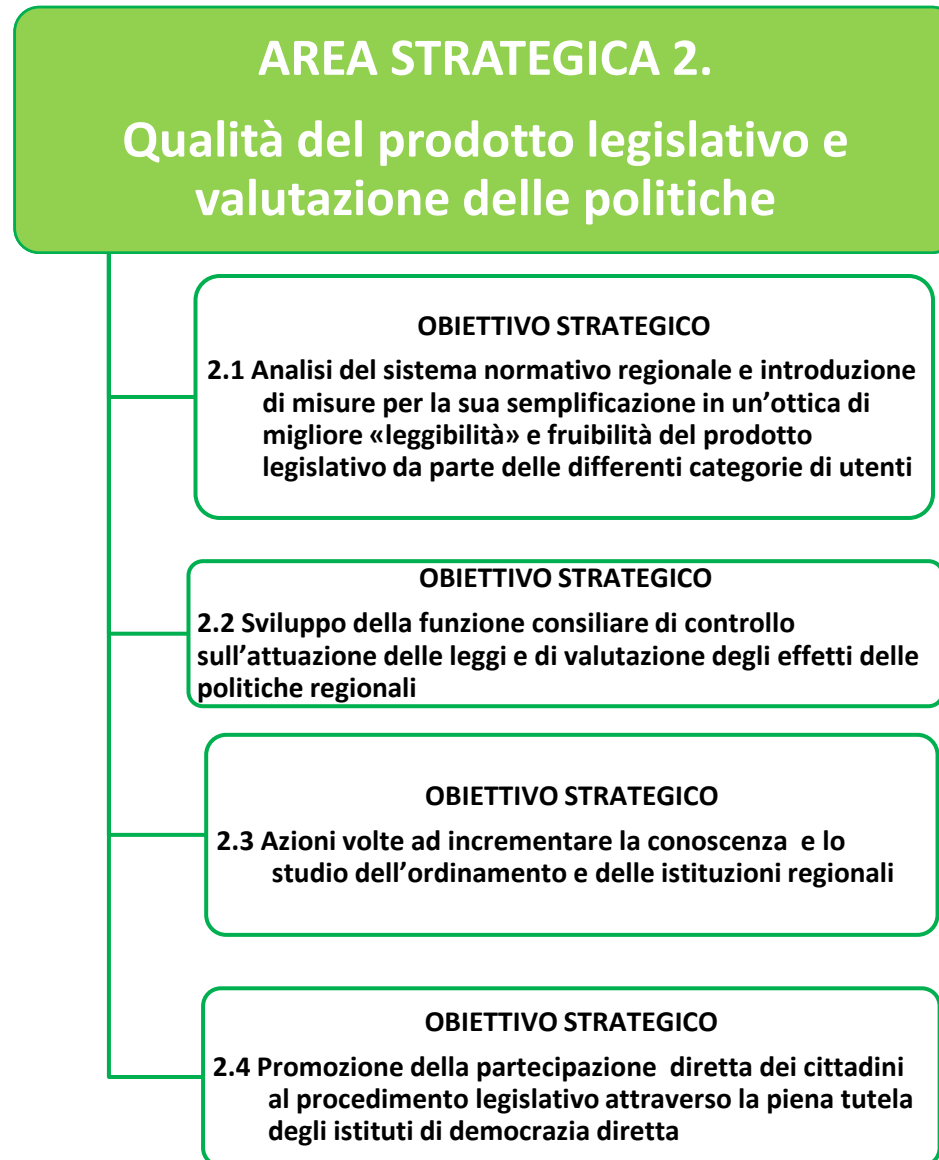 AREA STRATEGICA 2.
Qualità del prodotto legislativo e
valutazione delle politiche
OBIETTIVO STRATEGICO
2.1 Analisi del sistema normativo regionale e introduzione
di misure per la sua semplificazione in un’ottica di
migliore «leggibilità» e fruibilità del prodotto
legislativo da parte delle differenti categorie di utenti
OBIETTIVO STRATEGICO
2.2 Sviluppo della funzione consiliare di controllo
sull’attuazione delle leggi e di valutazione degli effetti delle
politiche regionali
OBIETTIVO STRATEGICO
2.3 Azioni volte ad incrementare la conoscenza e lo
studio dell’ordinamento e delle istituzioni regionali
OBIETTIVO STRATEGICO
2.4 Promozione della partecipazione diretta dei cittadini
al procedimento legislativo attraverso la piena tutela
degli istituti di democrazia diretta